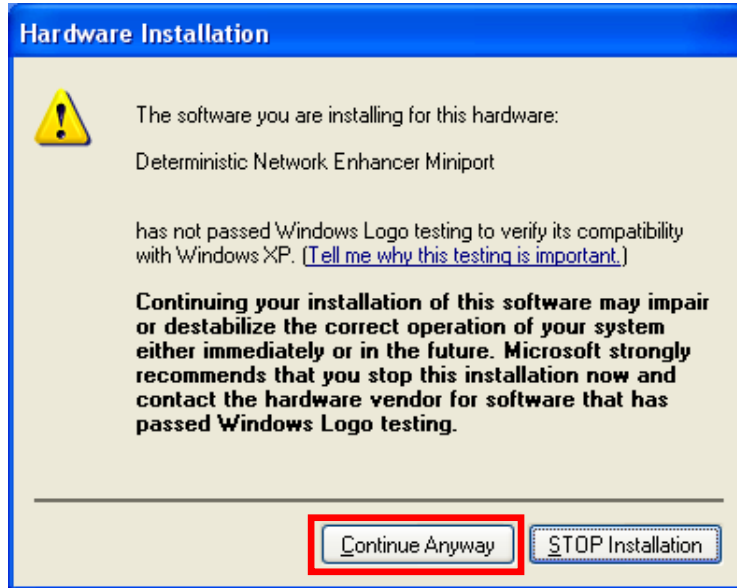 Hardware Installation
The software you are installing for this hardware:
Deterministic Network Enhancer Miniport
has not passed Windows Logo testing to verify its compatibility
with Windows XP. (Tell me why this testing is important.)
Continuing your installation of this software may impair
or destabilize the correct operation of your system
either immediately or in the future. Microsoft strongly
recommends that you stop this installation now and
contact the hardware vendor for software that has
passed Windows Logo testing.
Continue Anyway
STOP Installation